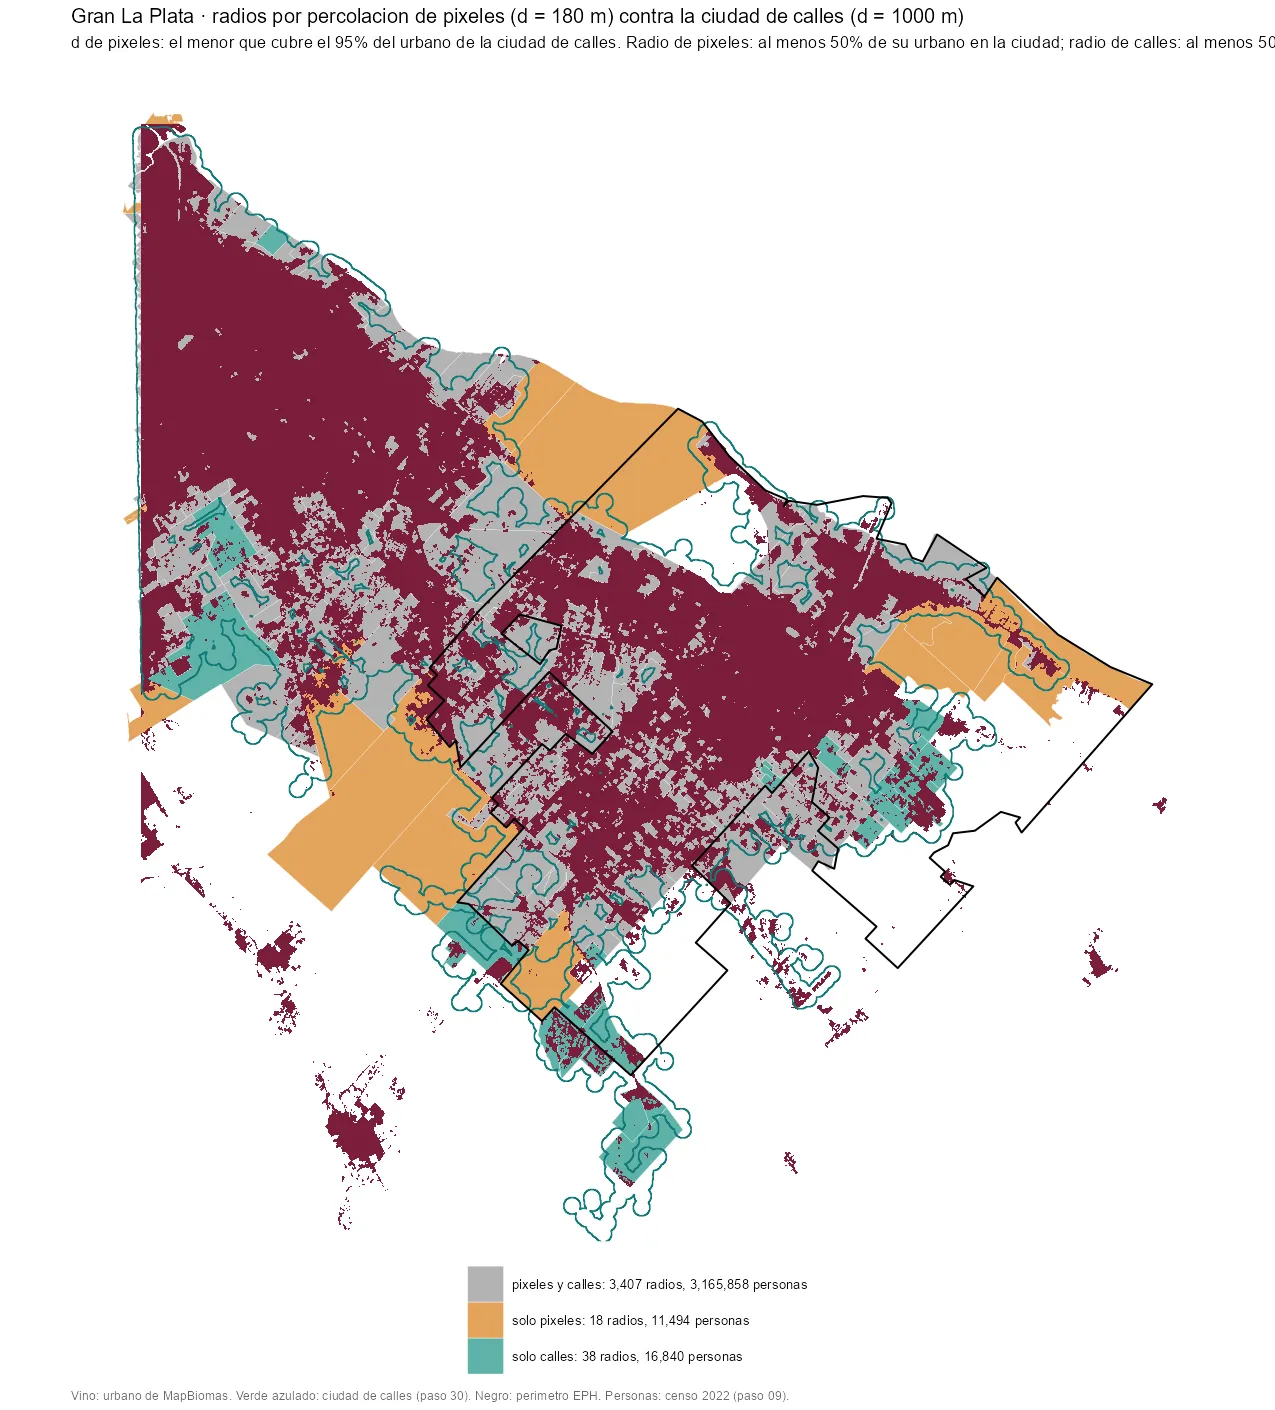 Gran La Plata · radios por percolacion de pixeles (d = 180 m) contra la ciudad de calles (d = 1000 m)
d de pixeles: el menor que cubre el 95% del urbano de la ciudad de calles. Radio de pixeles: al menos 50% de su urbano en la ciudad; radio de calles: al menos 50
pixeles y calles: 3,407 radios, 3,165,858 personas
solo pixeles: 18 radios, 11,494 personas
solo calles: 38 radios, 16,840 personas
Vino: urbano de MapBiomas. Verde azulado: ciudad de calles (paso 30). Negro: perimetro EPH. Personas: censo 2022 (paso 09).